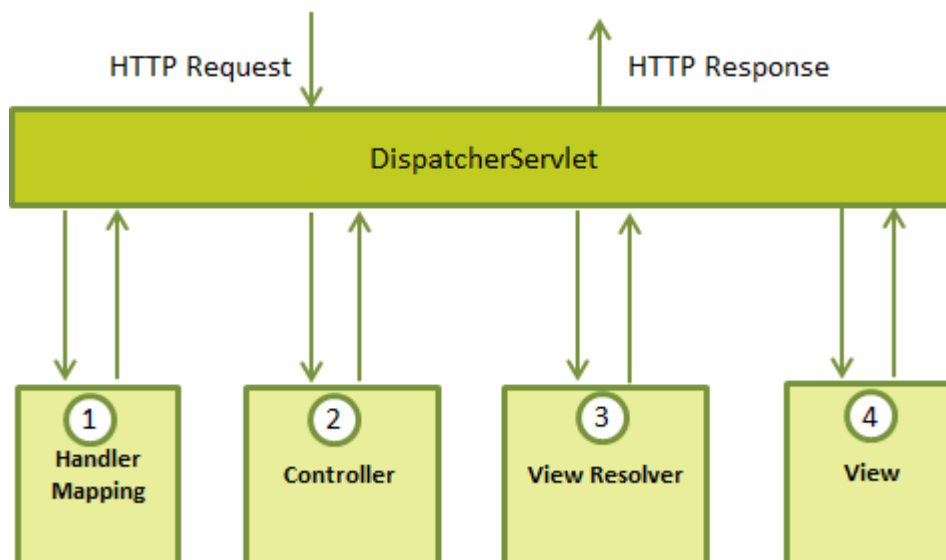 HTTP Request
HTTP Response
DispatcherServlet
1
Handler
Mapping
2
Controller
3
View Resolver
4
View